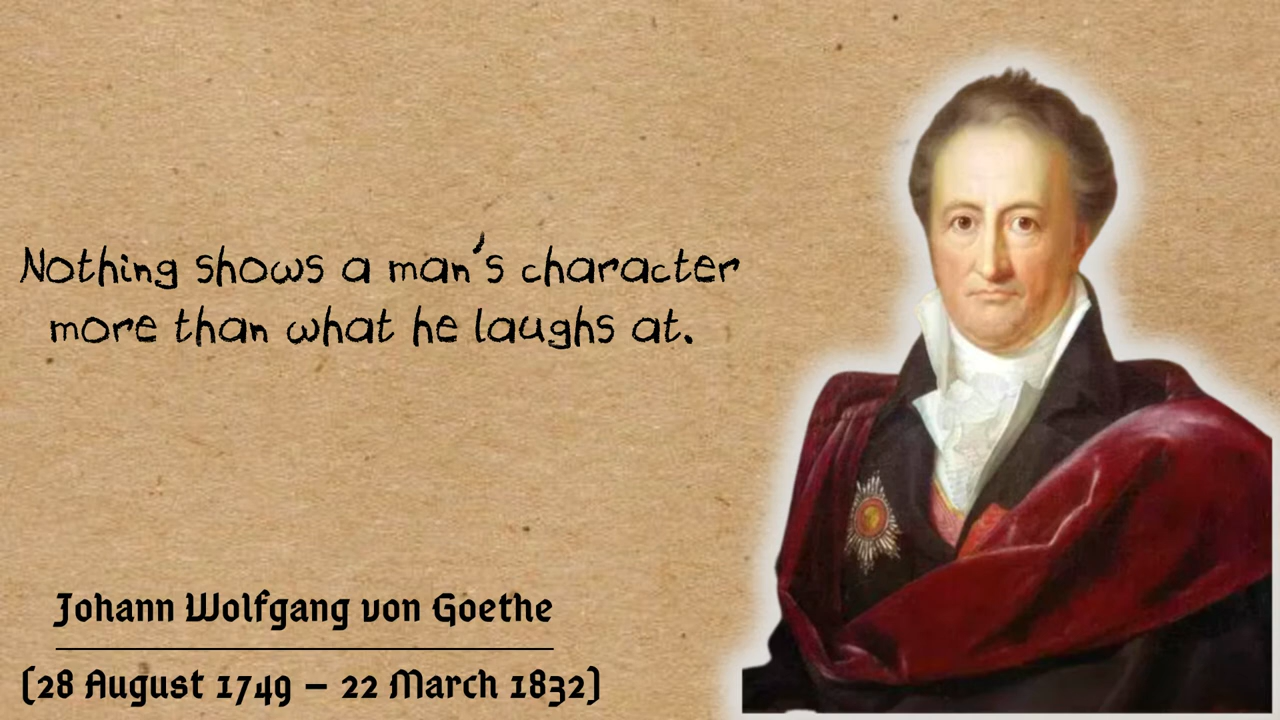 Nothing shows a man's character
more than what he laughs at.
Johann Wolfgang von Goethe
(28 August 1749 – 22 March 1832)